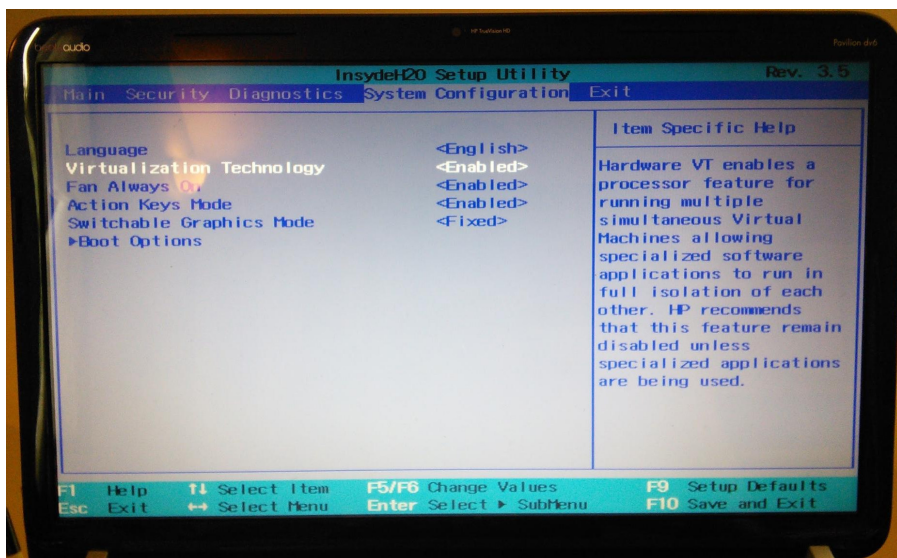 audio
HP TrueVision HD
Pavilion dv6
InsydeH2O Setup Utility Rev. 3.5
Main Security Diagnostics System Configuration Exit
Item Specific Help
Language <English>
Virtualization Technology <Enabled>
Fan Always On <Enabled>
Action Keys Mode <Enabled>
Switchable Graphics Mode <Fixed>
▶Boot Options
Hardware VT enables a
processor feature for
running multiple
simultaneous Virtual
Machines allowing
specialized software
applications to run in
full isolation of each
other. HP recommends
that this feature remain
disabled unless
specialized applications
are being used.
F1 Help ↑↓ Select Item F5/F6 Change Values F9 Setup Defaults
Esc Exit ↔ Select Menu Enter Select ▶ SubMenu F10 Save and Exit